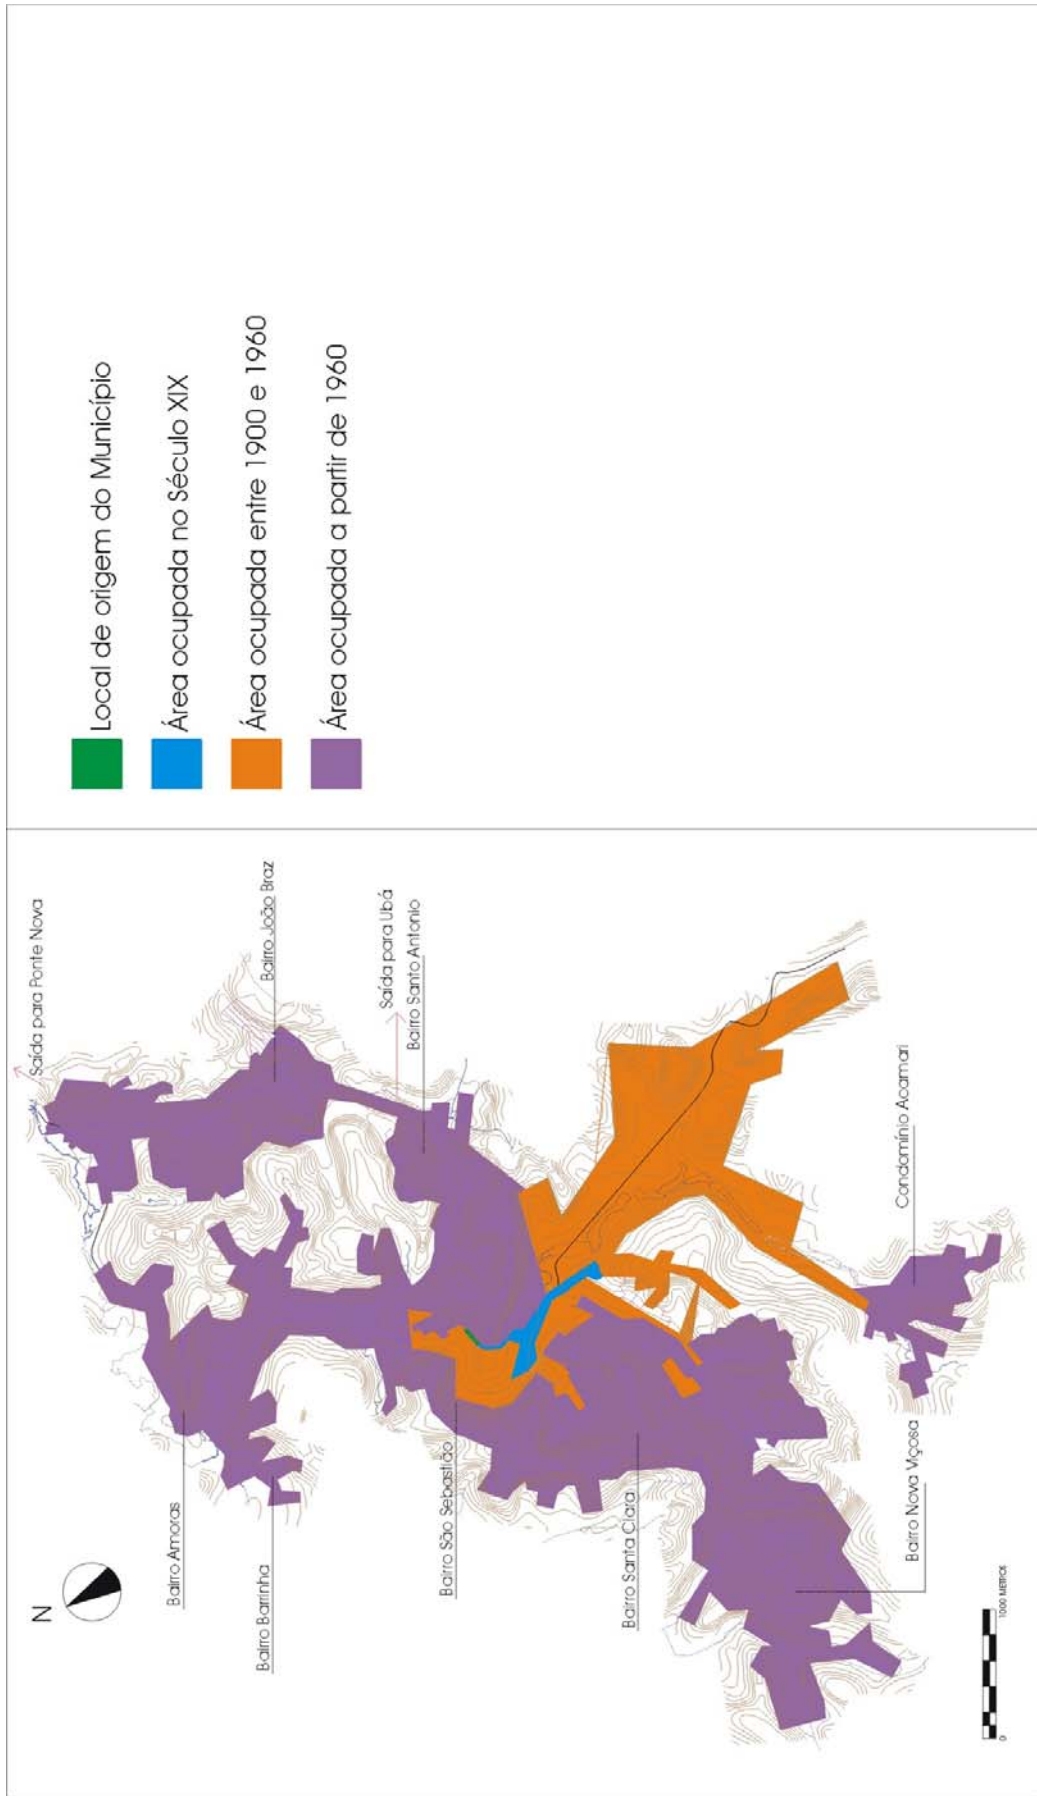 Local de origem do Município
Área ocupada no Século XIX
Área ocupada entre 1900 e 1960
Área ocupada a partir de 1960
Saída para Ponte Nova
Bairro João Braz
Saída para Ubá
Bairro Santo Antonio
Condomínio Acamari
Bairro Amoras
Bairro Barrinha
Bairro São Sebastião
Bairro Santa Clara
Bairro Nova Viçosa
N
0
1000 METROS